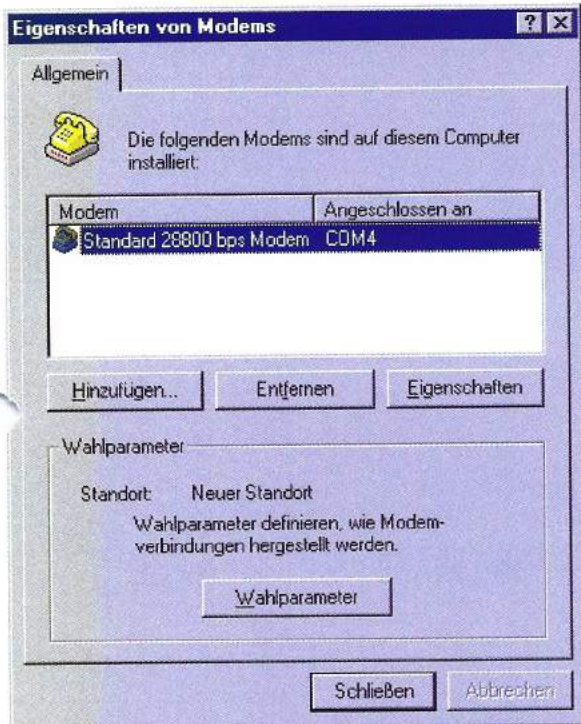 Eigenschaften von Modems
Allgemein
Die folgenden Modems sind auf diesem Computer
installiert:
Modem Angeschlossen an
Standard 28800 bps Modem COM4
Hinzufügen... Entfernen Eigenschaften
Wahlparameter
Standort: Neuer Standort
Wahlparameter definieren, wie Modem-
verbindungen hergestellt werden.
Wahlparameter
Schließen Abbrechen